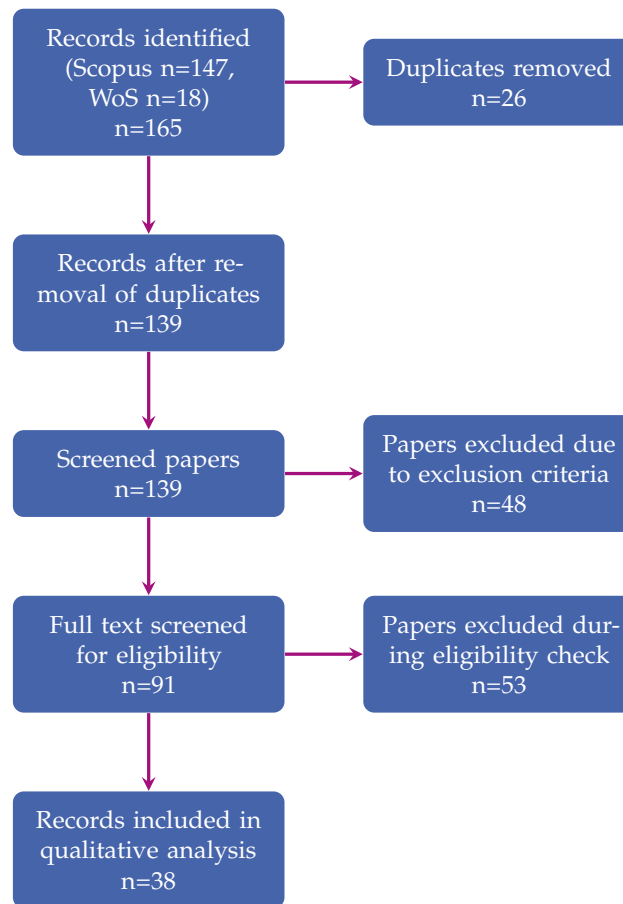 Records identified
(Scopus n=147,
WoS n=18)
n=165
Duplicates removed
n=26
Records after re-
moval of duplicates
n=139
Screened papers
n=139
Papers excluded due
to exclusion criteria
n=48
Full text screened
for eligibility
n=91
Papers excluded dur-
ing eligibility check
n=53
Records included in
qualitative analysis
n=38